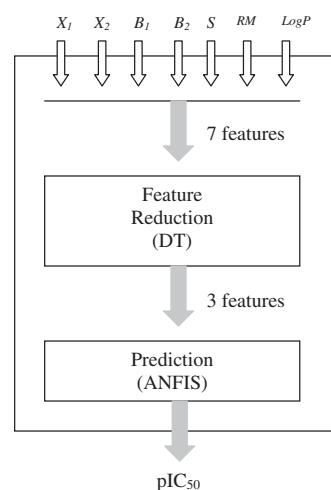 X1 X2 B1 B2 S RM LogP
7 features
Feature
Reduction
(DT)
3 features
Prediction
(ANFIS)
pIC50